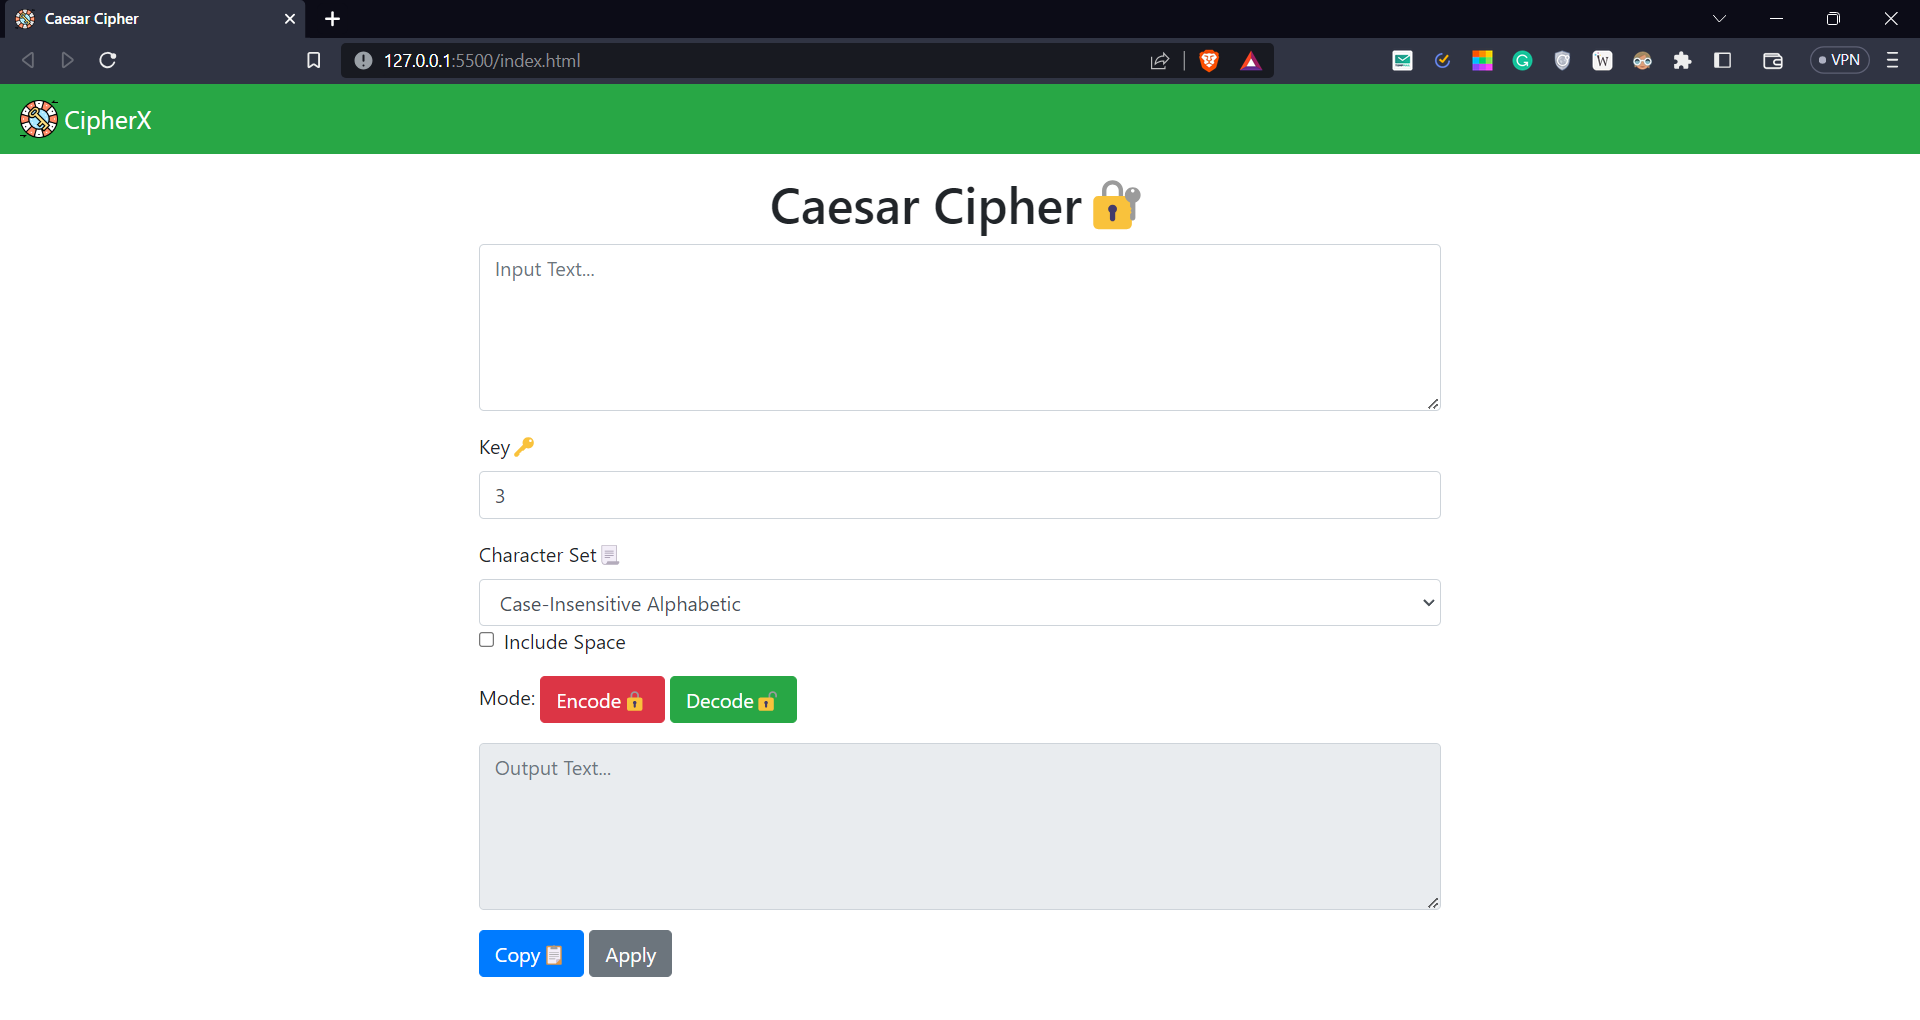 Caesar Cipher
127.0.0.1:5500/index.html
VPN
CipherX
Caesar Cipher
Input Text...
Key
3
Character Set
Case-Insensitive Alphabetic
Include Space
Mode: Encode Decode
Output Text...
Copy Apply